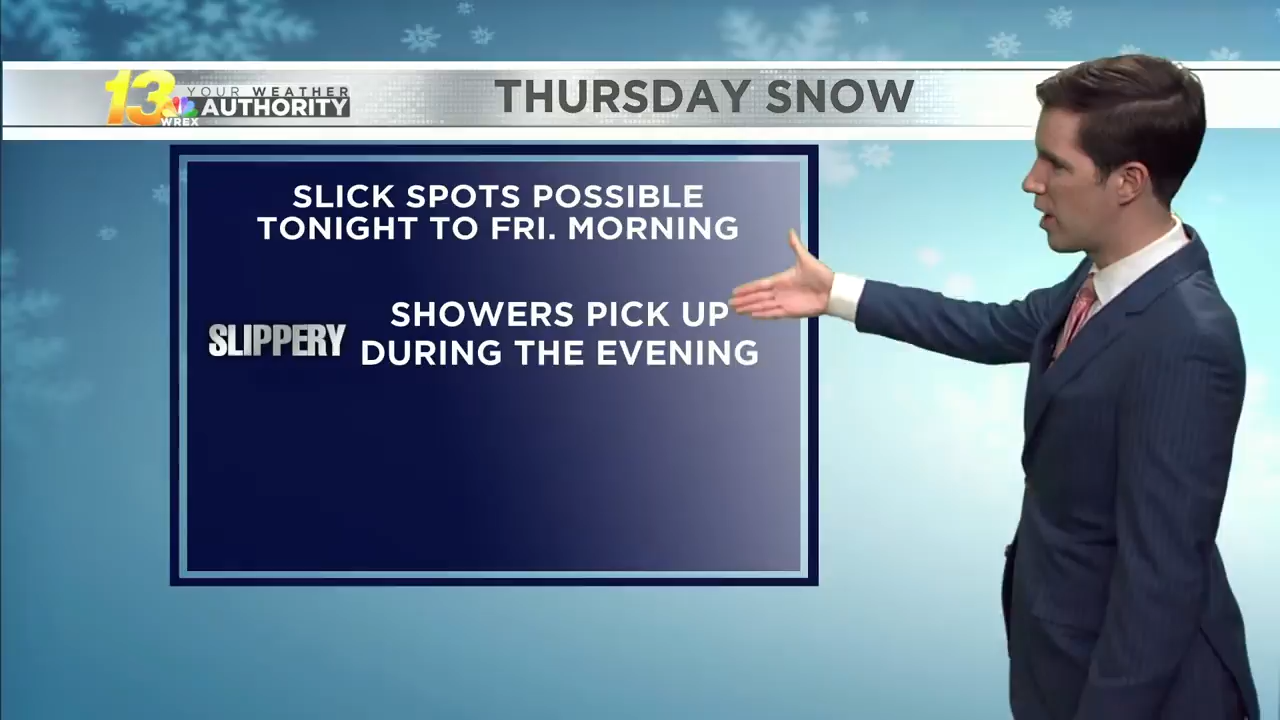 13
WREX
YOUR WEATHER
AUTHORITY
THURSDAY SNOW
SLICK SPOTS POSSIBLE
TONIGHT TO FRI. MORNING
SLIPPERY
SHOWERS PICK UP
DURING THE EVENING